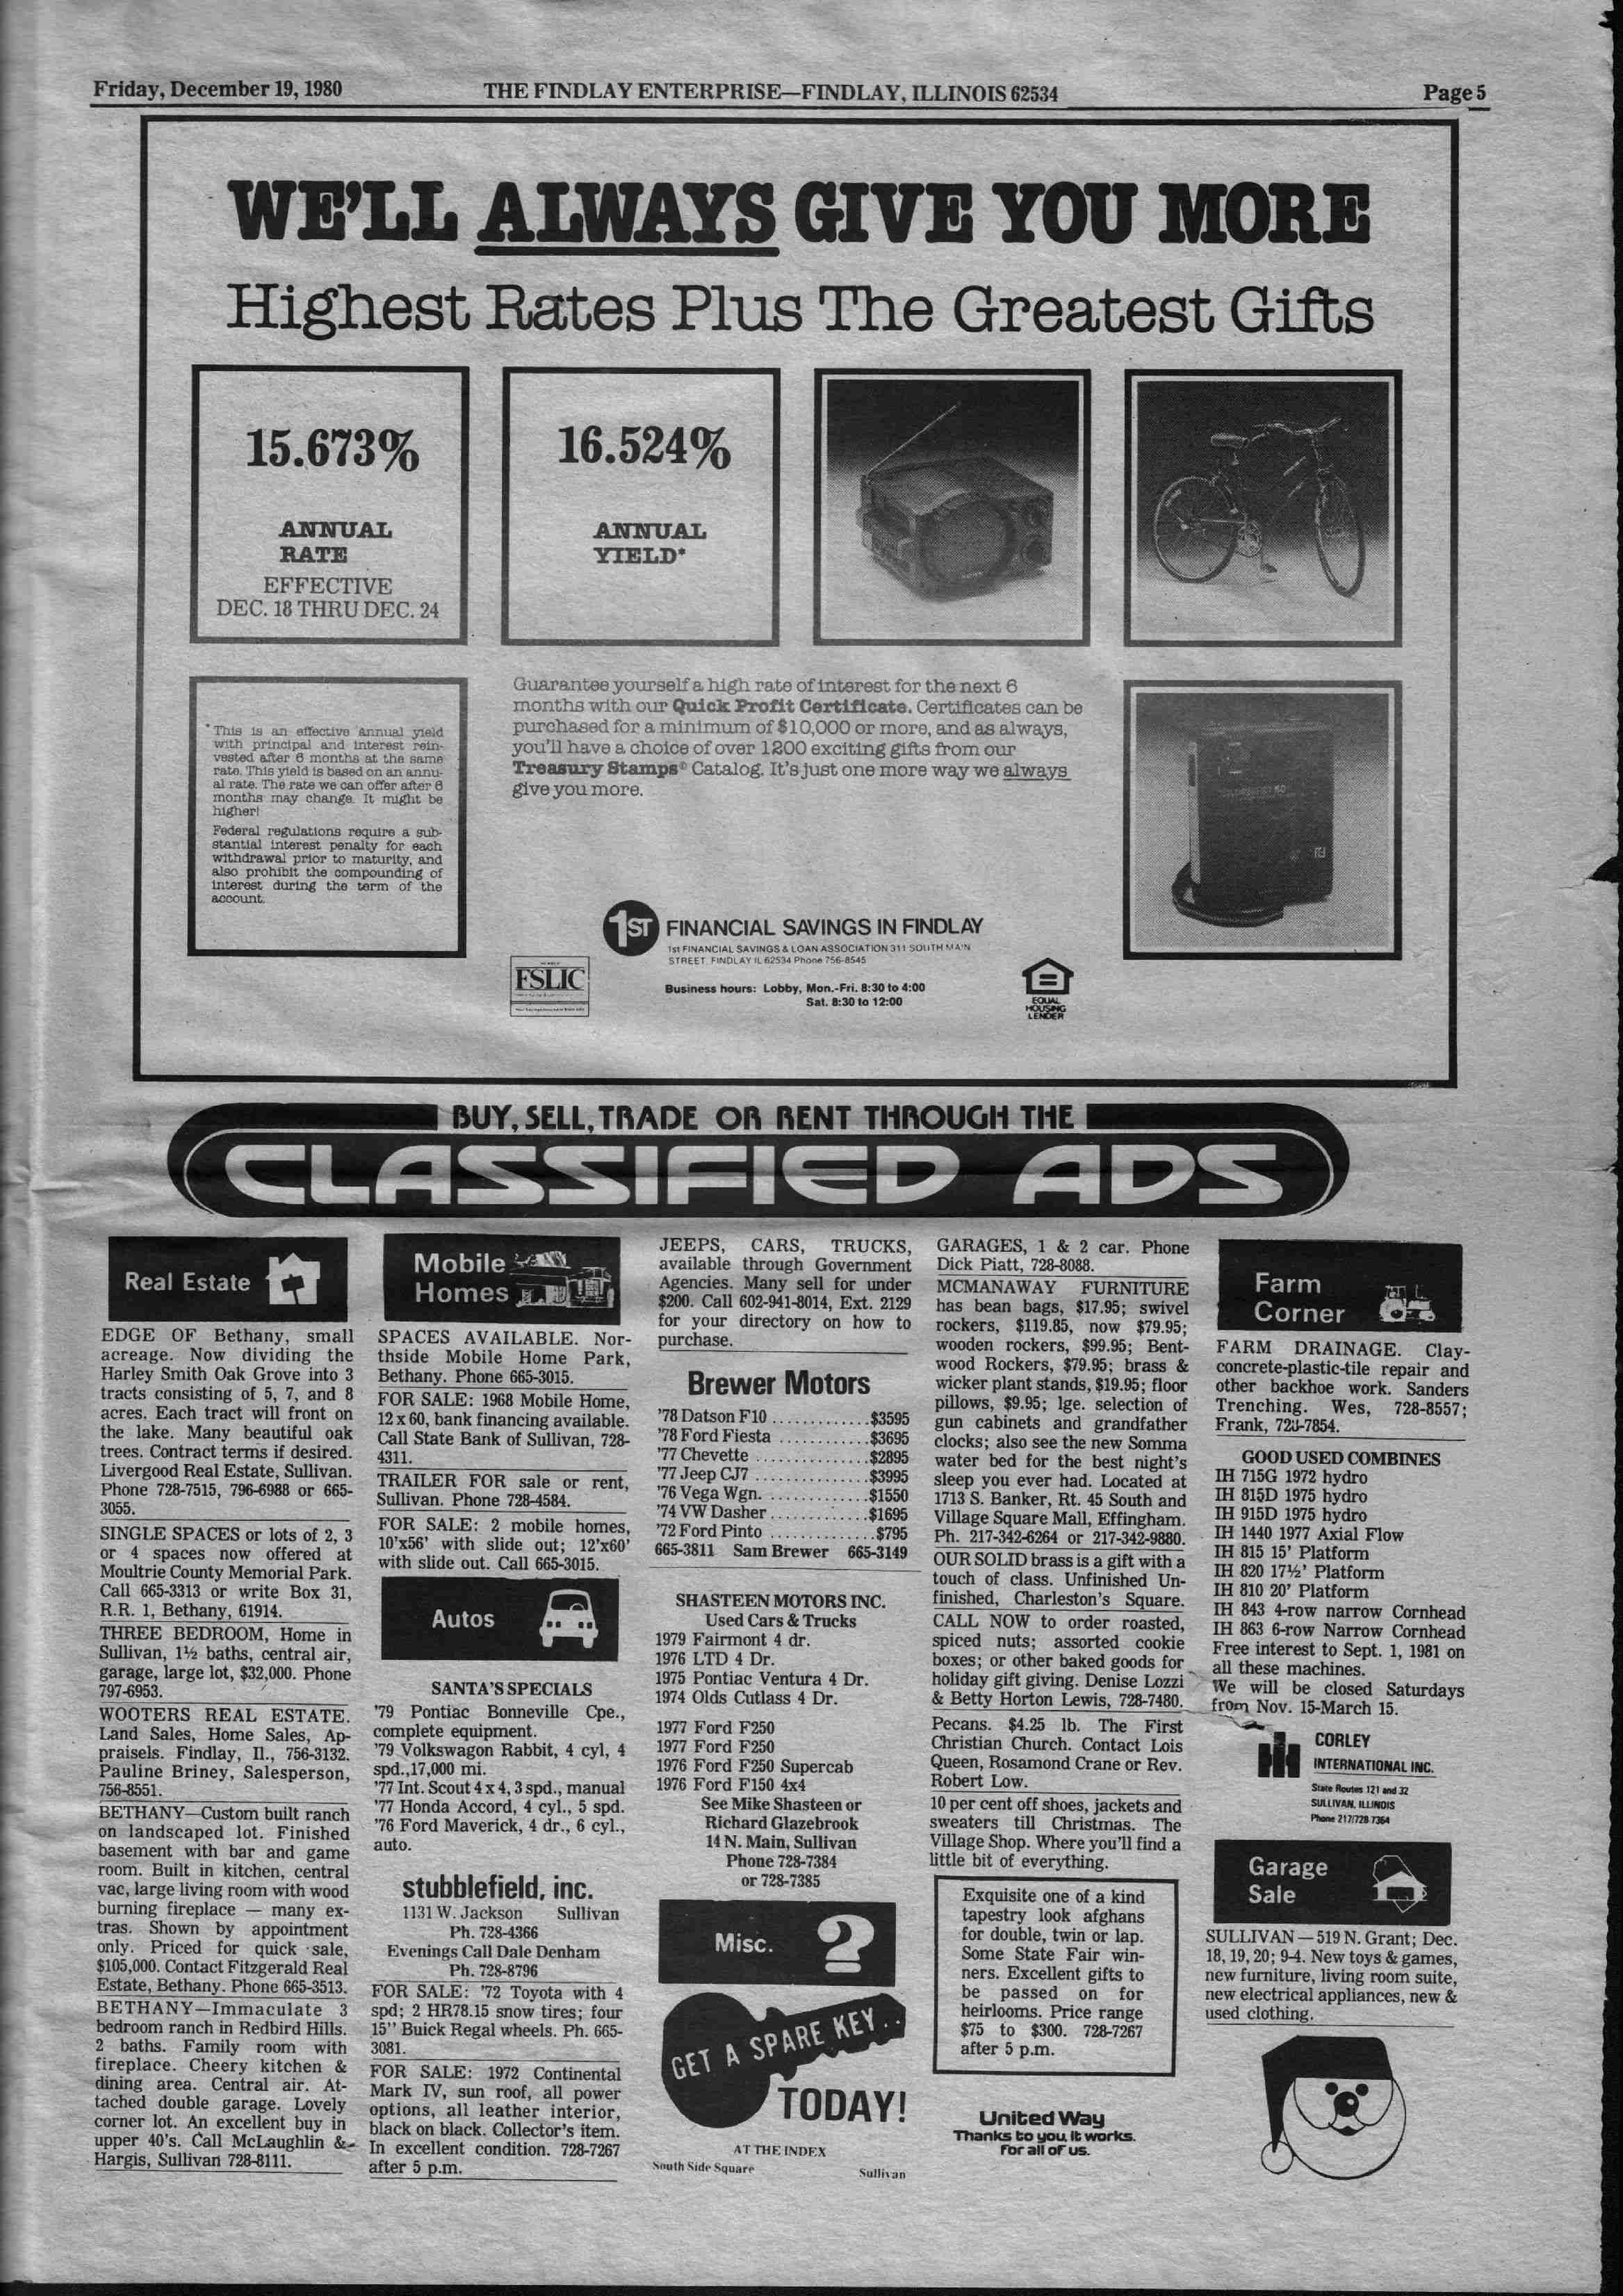 Friday, December 19, 1980
THE FINDLAY ENTERPRISE—FINDLAY, ILLINOIS 62534
Page 5
WE'LL ALWAYS GIVE YOU MORE
Highest Rates Plus The Greatest Gifts
15.673%
ANNUAL
RATE
EFFECTIVE
DEC. 18 THRU DEC. 24
16.524%
ANNUAL
YIELD*
*This is an effective annual yield
with principal and interest rein-
vested after 6 months at the same
rate. This yield is based on an annu-
al rate. The rate we can offer after 6
months may change. It might be
higher!
Federal regulations require a sub-
stantial interest penalty for each
withdrawal prior to maturity, and
also prohibit the compounding of
interest during the term of the
account.
Guarantee yourself a high rate of interest for the next 6
months with our Quick Profit Certificate. Certificates can be
purchased for a minimum of $10,000 or more, and as always,
you'll have a choice of over 1200 exciting gifts from our
Treasury Stamps® Catalog. It's just one more way we always
give you more.
1ST FINANCIAL SAVINGS IN FINDLAY
1st FINANCIAL SAVINGS & LOAN ASSOCIATION 311 SOUTH MAIN
STREET, FINDLAY IL 62534 Phone 756-8545
FSLIC
Business hours: Lobby, Mon.-Fri. 8:30 to 4:00
Sat. 8:30 to 12:00
EQUAL
HOUSING
LENDER
BUY, SELL, TRADE OR RENT THROUGH THE
CLASSIFIED ADS
Real Estate
EDGE OF Bethany, small
acreage. Now dividing the
Harley Smith Oak Grove into 3
tracts consisting of 5, 7, and 8
acres. Each tract will front on
the lake. Many beautiful oak
trees. Contract terms if desired.
Livergood Real Estate, Sullivan.
Phone 728-7515, 796-6988 or 665-
3055.
SINGLE SPACES or lots of 2, 3
or 4 spaces now offered at
Moultrie County Memorial Park.
Call 665-3313 or write Box 31,
R.R. 1, Bethany, 61914.
THREE BEDROOM, Home in
Sullivan, 1½ baths, central air,
garage, large lot, $32,000. Phone
797-6953.
WOOTERS REAL ESTATE.
Land Sales, Home Sales, Ap-
praisels. Findlay, Il., 756-3132.
Pauline Briney, Salesperson,
756-8551.
BETHANY—Custom built ranch
on landscaped lot. Finished
basement with bar and game
room. Built in kitchen, central
vac, large living room with wood
burning fireplace — many ex-
tras. Shown by appointment
only. Priced for quick sale,
$105,000. Contact Fitzgerald Real
Estate, Bethany. Phone 665-3513.
BETHANY—Immaculate 3
bedroom ranch in Redbird Hills.
2 baths. Family room with
fireplace. Cheery kitchen &
dining area. Central air. At-
tached double garage. Lovely
corner lot. An excellent buy in
upper 40's. Call McLaughlin &
Hargis, Sullivan 728-8111.
Mobile
Homes
SPACES AVAILABLE. Nor-
thside Mobile Home Park,
Bethany. Phone 665-3015.
FOR SALE: 1968 Mobile Home,
12 x 60, bank financing available.
Call State Bank of Sullivan, 728-
4311.
TRAILER FOR sale or rent,
Sullivan. Phone 728-4584.
FOR SALE: 2 mobile homes,
10'x56' with slide out; 12'x60'
with slide out. Call 665-3015.
Autos
SANTA'S SPECIALS
'79 Pontiac Bonneville Cpe.,
complete equipment.
'79 Volkswagon Rabbit, 4 cyl, 4
spd.,17,000 mi.
'77 Int. Scout 4 x 4, 3 spd., manual
'77 Honda Accord, 4 cyl., 5 spd.
'76 Ford Maverick, 4 dr., 6 cyl.,
auto.
stubblefield, inc.
1131 W. Jackson Sullivan
Ph. 728-4366
Evenings Call Dale Denham
Ph. 728-8796
FOR SALE: '72 Toyota with 4
spd; 2 HR78.15 snow tires; four
15'' Buick Regal wheels. Ph. 665-
3081.
FOR SALE: 1972 Continental
Mark IV, sun roof, all power
options, all leather interior,
black on black. Collector's item.
In excellent condition. 728-7267
after 5 p.m.
JEEPS, CARS, TRUCKS,
available through Government
Agencies. Many sell for under
$200. Call 602-941-8014, Ext. 2129
for your directory on how to
purchase.
Brewer Motors
'78 Datson F10 .............$3595
'78 Ford Fiesta ............$3695
'77 Chevette ...............$2895
'77 Jeep CJ7 ...............$3995
'76 Vega Wgn. ..............$1550
'74 VW Dasher..............$1695
'72 Ford Pinto ..............$795
665-3811 Sam Brewer 665-3149
SHASTEEN MOTORS INC.
Used Cars & Trucks
1979 Fairmont 4 dr.
1976 LTD 4 Dr.
1975 Pontiac Ventura 4 Dr.
1974 Olds Cutlass 4 Dr.
1977 Ford F250
1977 Ford F250
1976 Ford F250 Supercab
1976 Ford F150 4x4
See Mike Shasteen or
Richard Glazebrook
14 N. Main, Sullivan
Phone 728-7384
or 728-7385
Misc. ?
GET A SPARE KEY..
TODAY!
AT THE INDEX
South Side Square Sullivan
GARAGES, 1 & 2 car. Phone
Dick Piatt, 728-8088.
MCMANAWAY FURNITURE
has bean bags, $17.95; swivel
rockers, $119.85, now $79.95;
wooden rockers, $99.95; Bent-
wood Rockers, $79.95; brass &
wicker plant stands, $19.95; floor
pillows, $9.95; lge. selection of
gun cabinets and grandfather
clocks; also see the new Somma
water bed for the best night's
sleep you ever had. Located at
1713 S. Banker, Rt. 45 South and
Village Square Mall, Effingham.
Ph. 217-342-6264 or 217-342-9880.
OUR SOLID brass is a gift with a
touch of class. Unfinished Un-
finished, Charleston's Square.
CALL NOW to order roasted,
spiced nuts; assorted cookie
boxes; or other baked goods for
holiday gift giving. Denise Lozzi
& Betty Horton Lewis, 728-7480.
Pecans. $4.25 lb. The First
Christian Church. Contact Lois
Queen, Rosamond Crane or Rev.
Robert Low.
10 per cent off shoes, jackets and
sweaters till Christmas. The
Village Shop. Where you'll find a
little bit of everything.
Exquisite one of a kind
tapestry look afghans
for double, twin or lap.
Some State Fair win-
ners. Excellent gifts to
be passed on for
heirlooms. Price range
$75 to $300. 728-7267
after 5 p.m.
United Way
Thanks to you, it works.
for all of us.
Farm
Corner
FARM DRAINAGE. Clay-
concrete-plastic-tile repair and
other backhoe work. Sanders
Trenching. Wes, 728-8557;
Frank, 728-7854.
GOOD USED COMBINES
IH 715G 1972 hydro
IH 815D 1975 hydro
IH 915D 1975 hydro
IH 1440 1977 Axial Flow
IH 815 15' Platform
IH 820 17½' Platform
IH 810 20' Platform
IH 843 4-row narrow Cornhead
IH 863 6-row Narrow Cornhead
Free interest to Sept. 1, 1981 on
all these machines.
We will be closed Saturdays
from Nov. 15-March 15.
CORLEY
INTERNATIONAL INC.
State Routes 121 and 32
SULLIVAN, ILLINOIS
Phone 217/728-7364
Garage
Sale
SULLIVAN — 519 N. Grant; Dec.
18, 19, 20; 9-4. New toys & games,
new furniture, living room suite,
new electrical appliances, new &
used clothing.